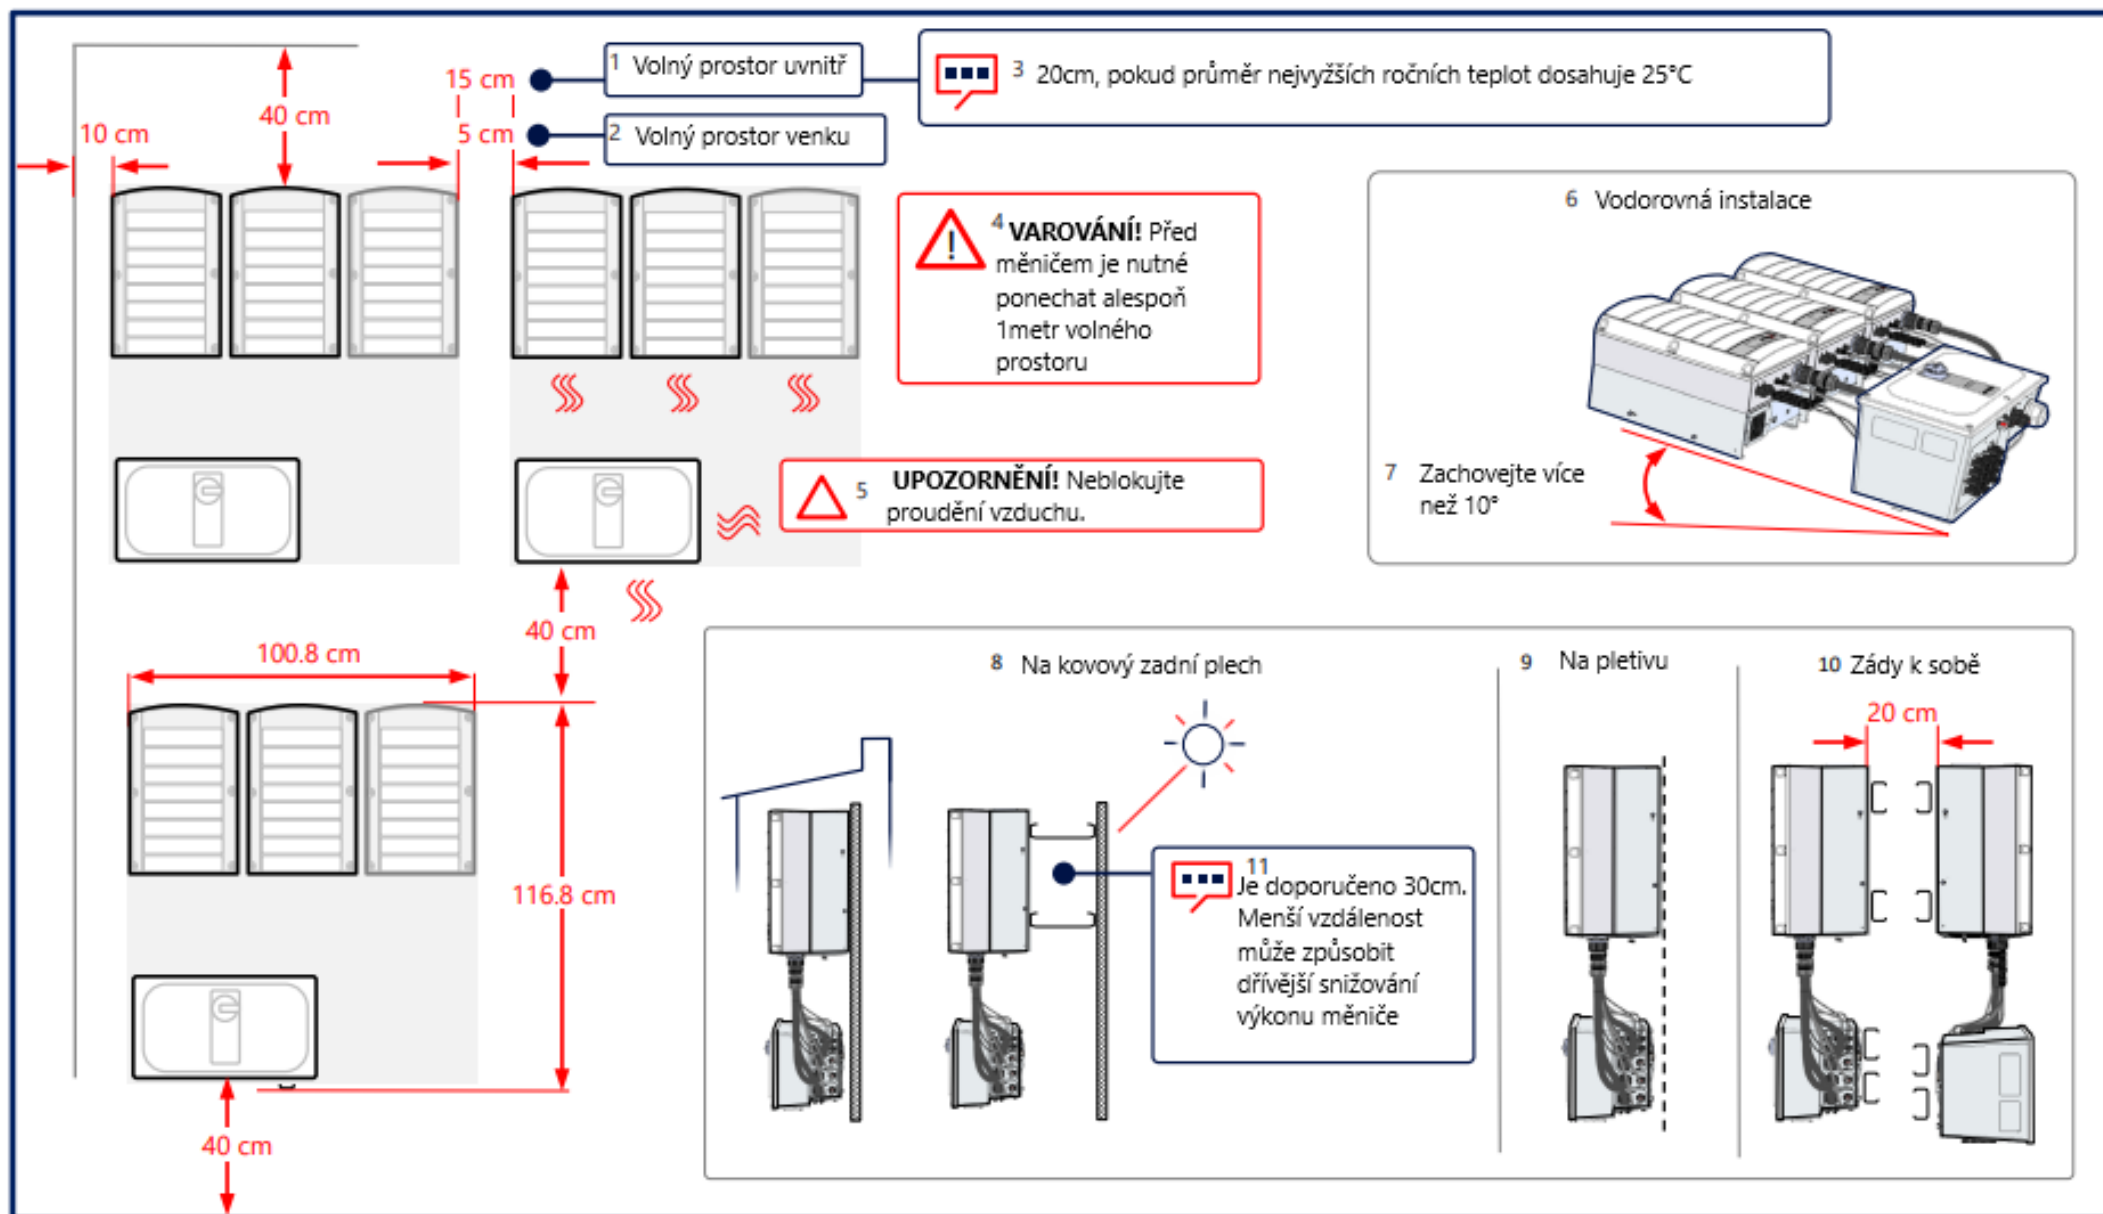 1 Volný prostor uvnitř
3 20cm, pokud průměr nejvyžších ročních teplot dosahuje 25°C
15 cm
40 cm
10 cm
5 cm
2 Volný prostor venku
4 VAROVÁNÍ! Před
měničem je nutné
ponechat alespoň
1metr volného
prostoru
6 Vodorovná instalace
7 Zachovejte více
než 10°
5 UPOZORNĚNÍ! Neblokujte
proudění vzduchu.
40 cm
100.8 cm
116.8 cm
40 cm
8 Na kovový zadní plech
9 Na pletivu
10 Zády k sobě
20 cm
11
Je doporučeno 30cm.
Menší vzdálenost
může způsobit
dřívější snižování
výkonu měniče